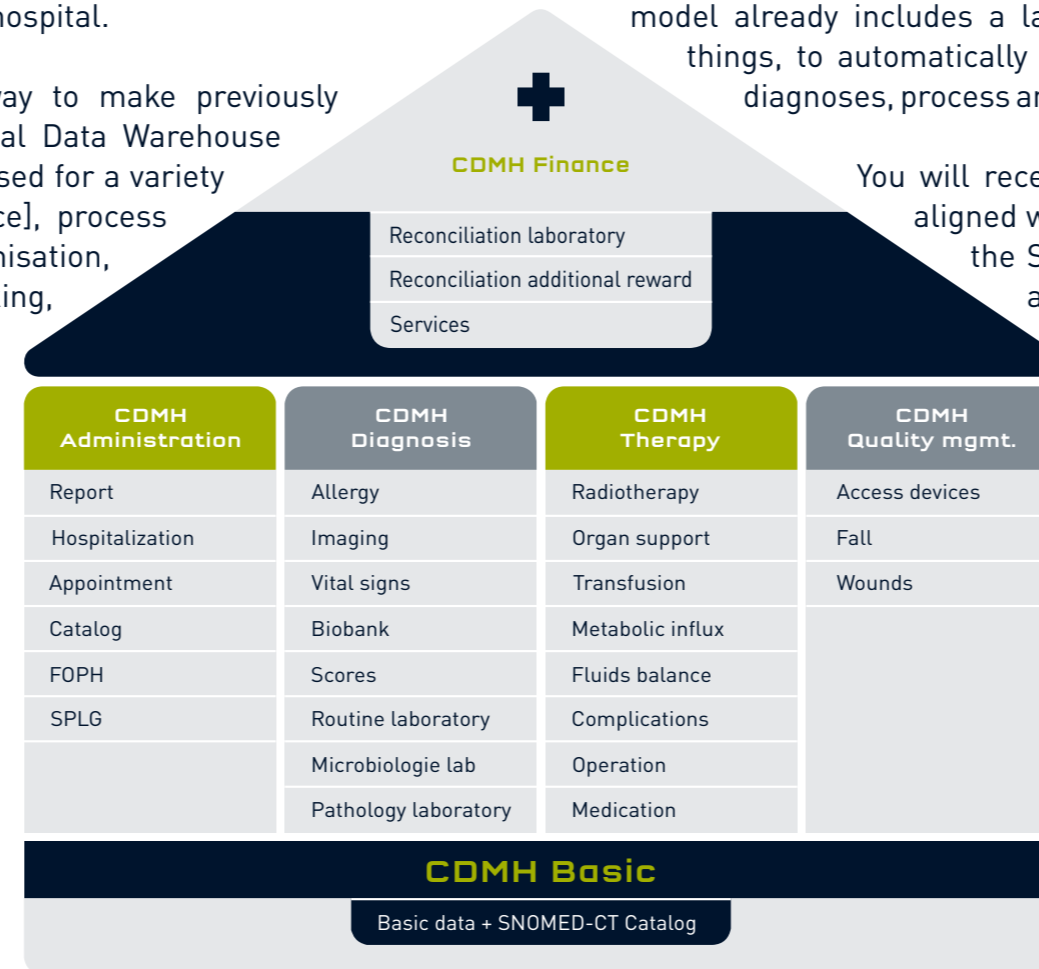 hospital.
way to make previously
al Data Warehouse
sed for a variety
ce], process
nisation,
ing,
model already includes a la
things, to automatically
diagnoses, process an
You will rece
aligned w
the S
a
CDMH Finance
Reconciliation laboratory
Reconciliation additional reward
Services
CDMH
Administration
Report
Hospitalization
Appointment
Catalog
FOPH
SPLG
CDMH
Diagnosis
Allergy
Imaging
Vital signs
Biobank
Scores
Routine laboratory
Microbiologie lab
Pathology laboratory
CDMH
Therapy
Radiotherapy
Organ support
Transfusion
Metabolic influx
Fluids balance
Complications
Operation
Medication
CDMH
Quality mgmt.
Access devices
Fall
Wounds
CDMH Basic
Basic data + SNOMED-CT Catalog